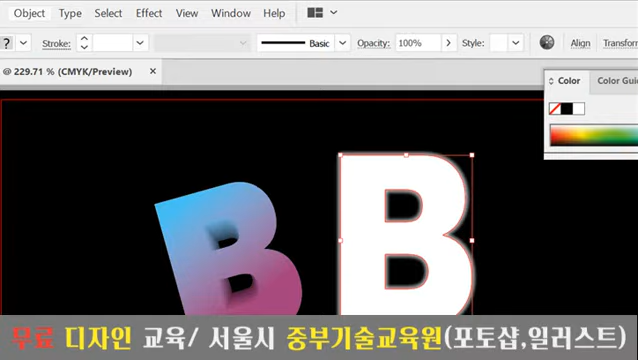 Object Type Select Effect View Window Help
? Stroke: Basic Opacity: 100% Style: Align
@ 229.71 % (CMYK/Preview) ×
Color Color
B B
무료 디자인 교육/ 서울시 중부기술교육원(포토샵,일러스트)